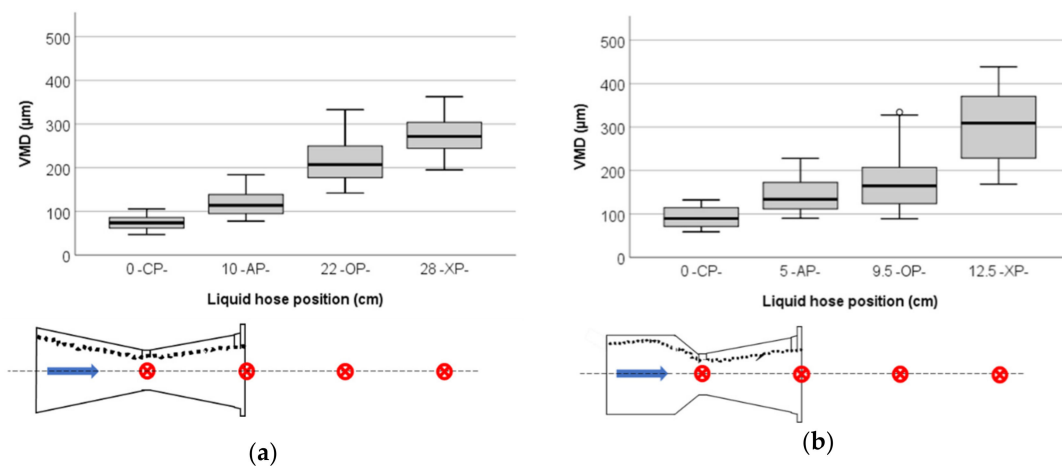 500
400
300
200
100
0
VMD (µm)
0 -CP-
10 -AP-
22 -OP-
28 -XP-
Liquid hose position (cm)
(a)
500
400
300
200
100
0
VMD (µm)
0 -CP-
5 -AP-
9.5 -OP-
12.5 -XP-
Liquid hose position (cm)
(b)